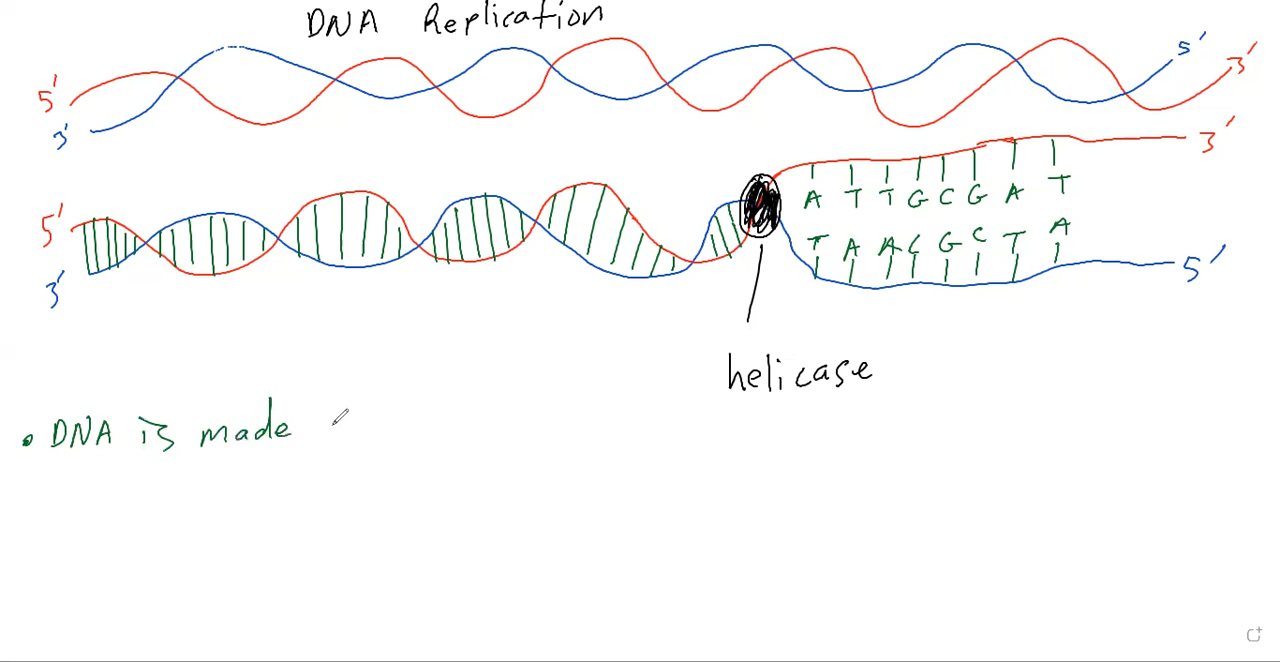 DNA Replication
5' 5'
3' 3'
3'
A T T G C G A T
5' T A A C G C T A
3' 5'
helicase
• DNA is made